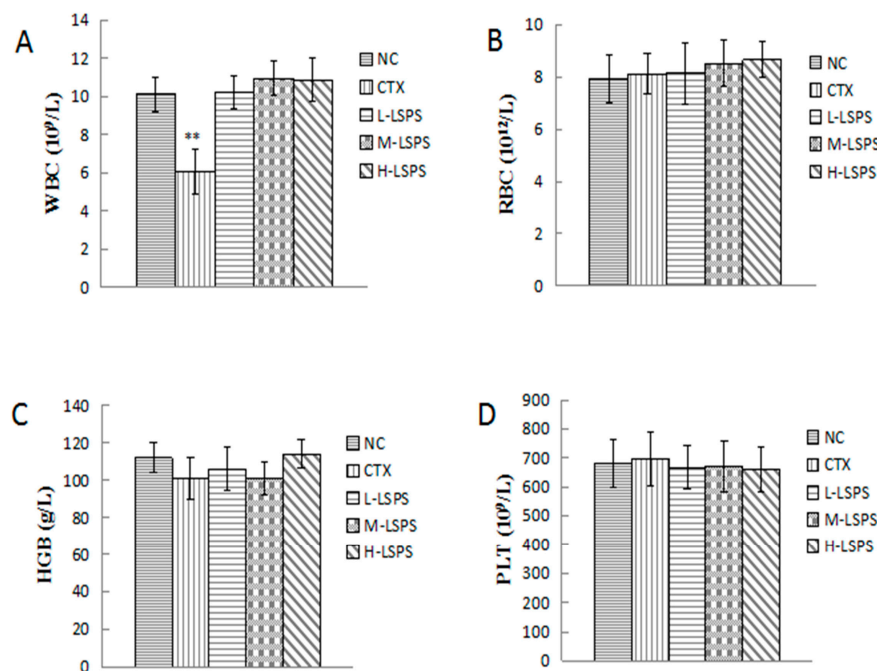 A
WBC (10⁹/L)
14
12
10
8
6
4
2
0
**
NC
CTX
L-LSPS
M-LSPS
H-LSPS
B
RBC (10¹²/L)
10
8
6
4
2
0
NC
CTX
L-LSPS
M-LSPS
H-LSPS
C
HGB (g/L)
140
120
100
80
60
40
20
0
NC
CTX
L-LSPS
M-LSPS
H-LSPS
D
PLT (10⁹/L)
900
800
700
600
500
400
300
200
100
0
NC
CTX
L-LSPS
M-LSPS
H-LSPS